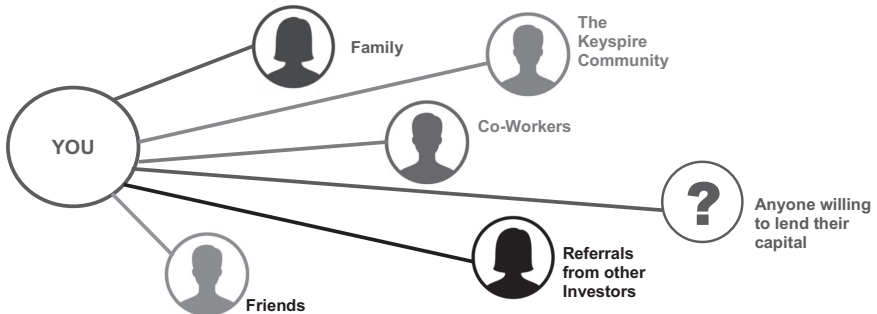 The
Keyspire
Community
Family
Co-Workers
YOU
?
Anyone willing
to lend their
capital
Referrals
from other
Investors
Friends